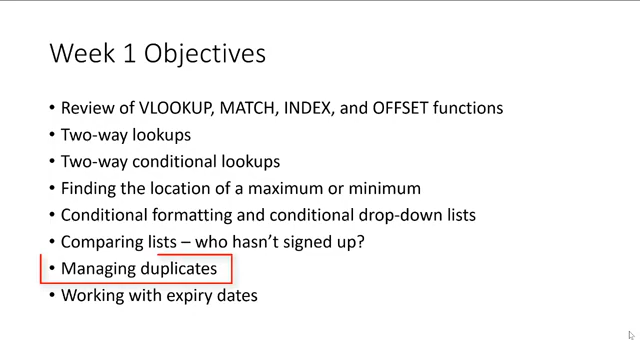 Week 1 Objectives
• Review of VLOOKUP, MATCH, INDEX, and OFFSET functions
• Two-way lookups
• Two-way conditional lookups
• Finding the location of a maximum or minimum
• Conditional formatting and conditional drop-down lists
• Comparing lists – who hasn't signed up?
• Managing duplicates
• Working with expiry dates